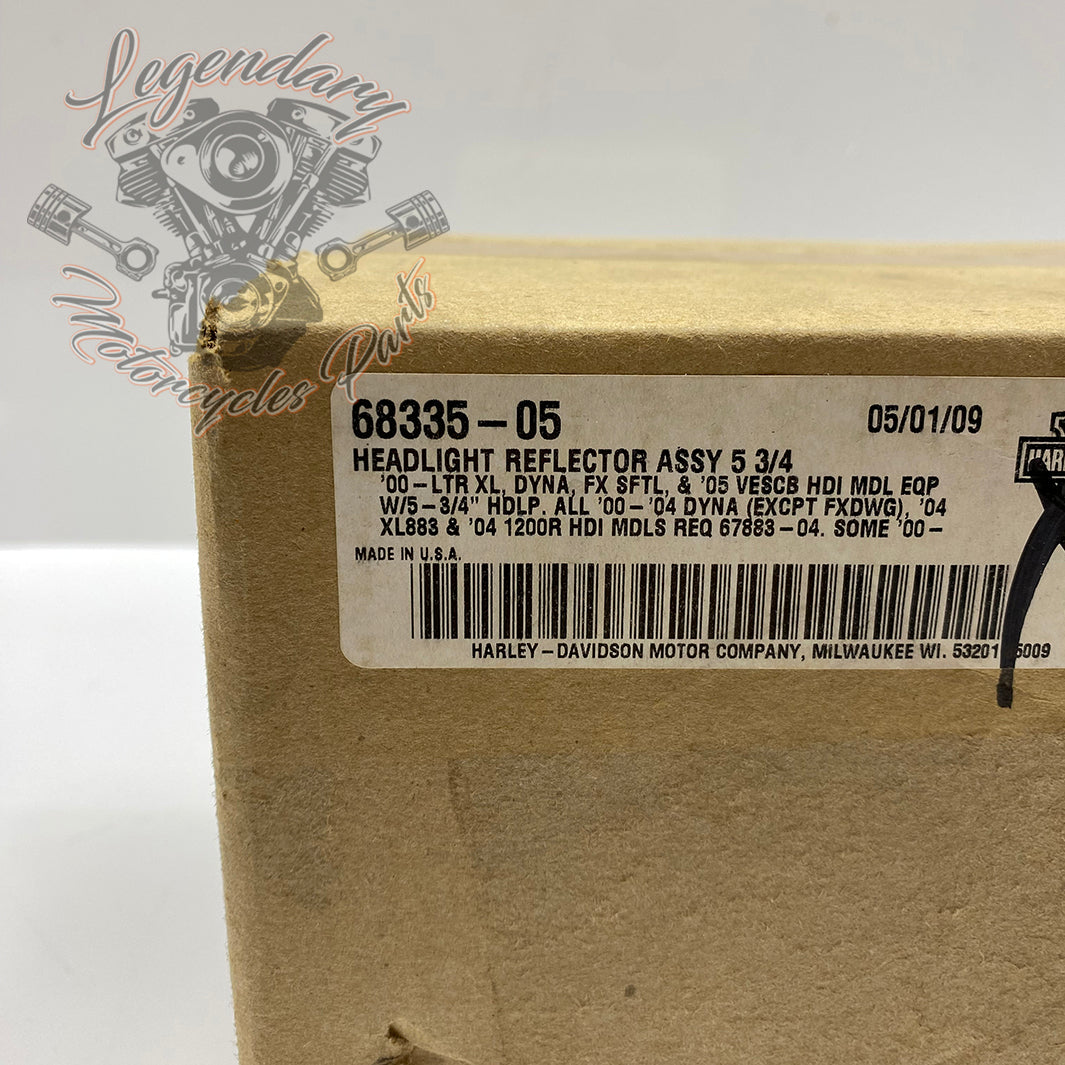 Legendary
Motorcycles Parts
68335-05 05/01/09
HEADLIGHT REFLECTOR ASSY 5 3/4
'00-LTR XL, DYNA, FX SFTL, & '05 VESCB HDI MDL EQP
W/5-3/4" HDLP. ALL '00-'04 DYNA (EXCPT FXDWG), '04
XL883 & '04 1200R HDI MDLS REQ 67883-04. SOME '00-
MADE IN U.S.A.
HARLEY-DAVIDSON MOTOR COMPANY, MILWAUKEE WI. 53201 5009